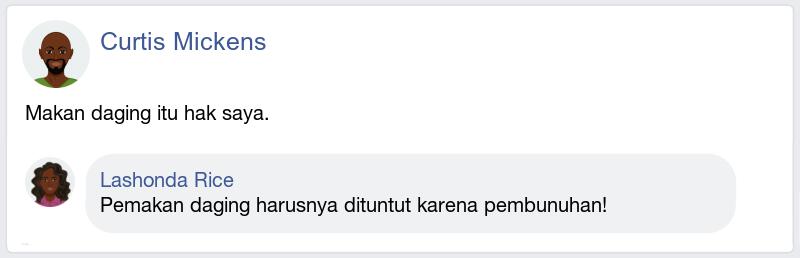 Curtis Mickens
Makan daging itu hak saya.
Lashonda Rice
Pemakan daging harusnya dituntut karena pembunuhan!